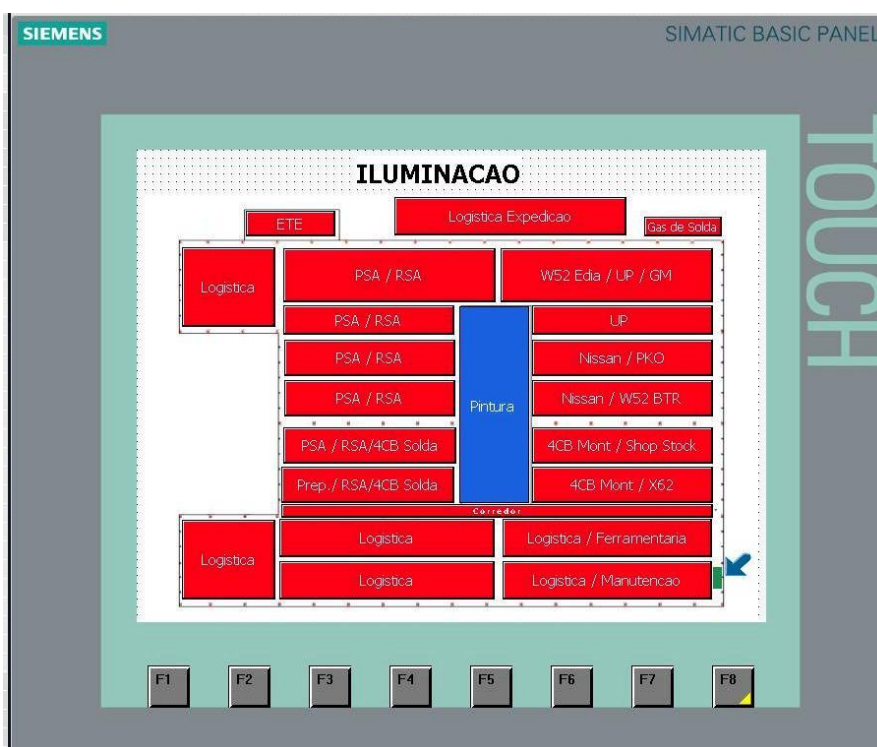 SIEMENS
SIMATIC BASIC PANEL
TOUCH
ILUMINACAO
ETE
Logistica Expedicao
Gas de Solda
Logistica
PSA / RSA
W52 Edia / UP / GM
PSA / RSA
UP
PSA / RSA
Nissan / PKO
PSA / RSA
Nissan / W52 BTR
Pintura
PSA / RSA/4CB Solda
4CB Mont / Shop Stock
Prep./ RSA/4CB Solda
4CB Mont / X62
Corredor
Logistica
Logistica
Logistica / Ferramentaria
Logistica
Logistica / Manutencao
F1 F2 F3 F4 F5 F6 F7 F8